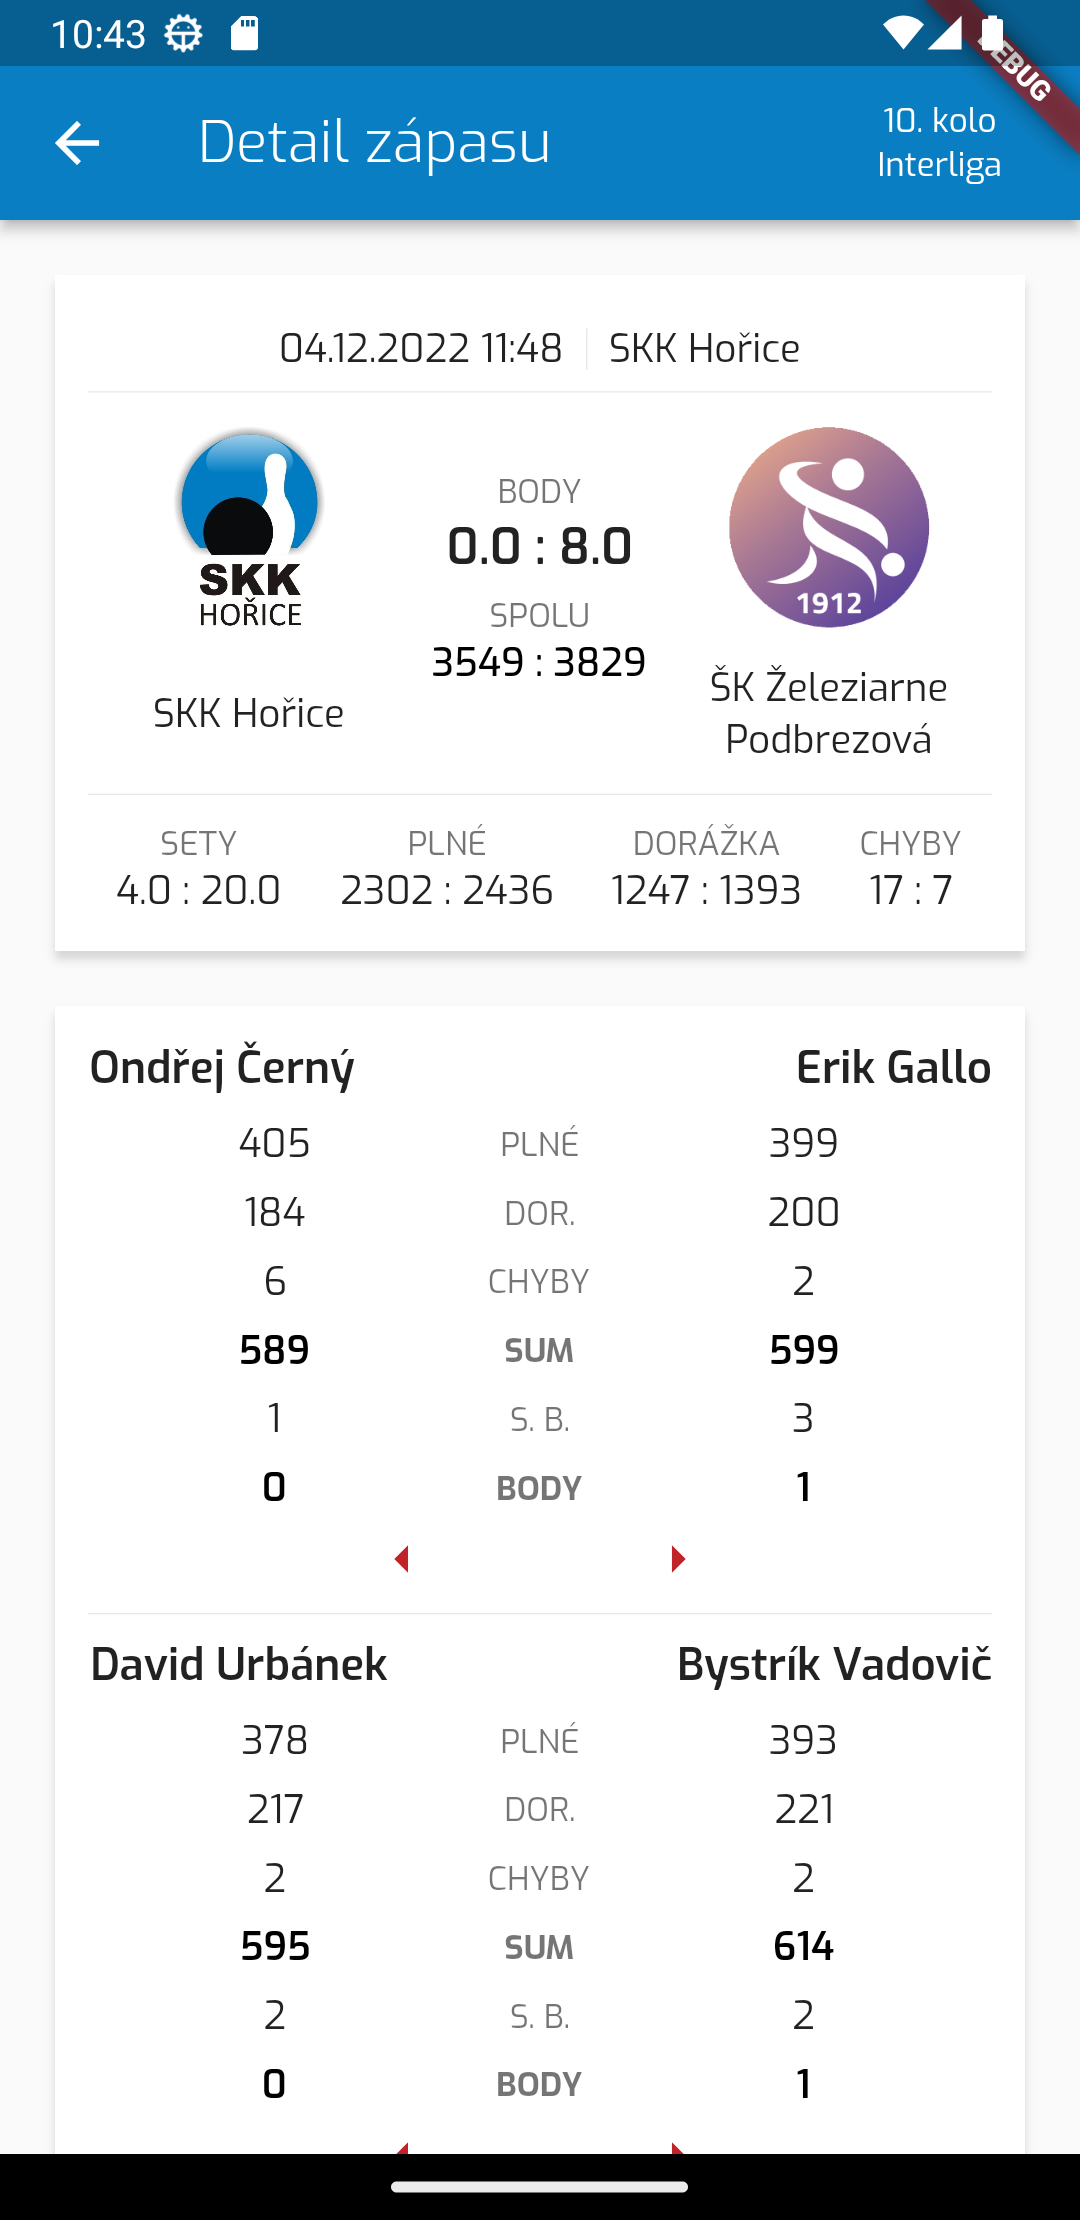 10:43
DEBUG
Detail zápasu
10. kolo
Interliga
04.12.2022 11:48
SKK Hořice
SKK
HOŘICE
BODY
0.0 : 8.0
SPOLU
3549 : 3829
1912
SKK Hořice
ŠK Železiarne
Podbrezová
SETY PLNÉ DORÁŽKA CHYBY
4.0 : 20.0 2302 : 2436 1247 : 1393 17 : 7
Ondřej Černý Erik Gallo
405 PLNÉ 399
184 DOR. 200
6 CHYBY 2
589 SUM 599
1 S. B. 3
0 BODY 1
David Urbánek Bystrík Vadovič
378 PLNÉ 393
217 DOR. 221
2 CHYBY 2
595 SUM 614
2 S. B. 2
0 BODY 1